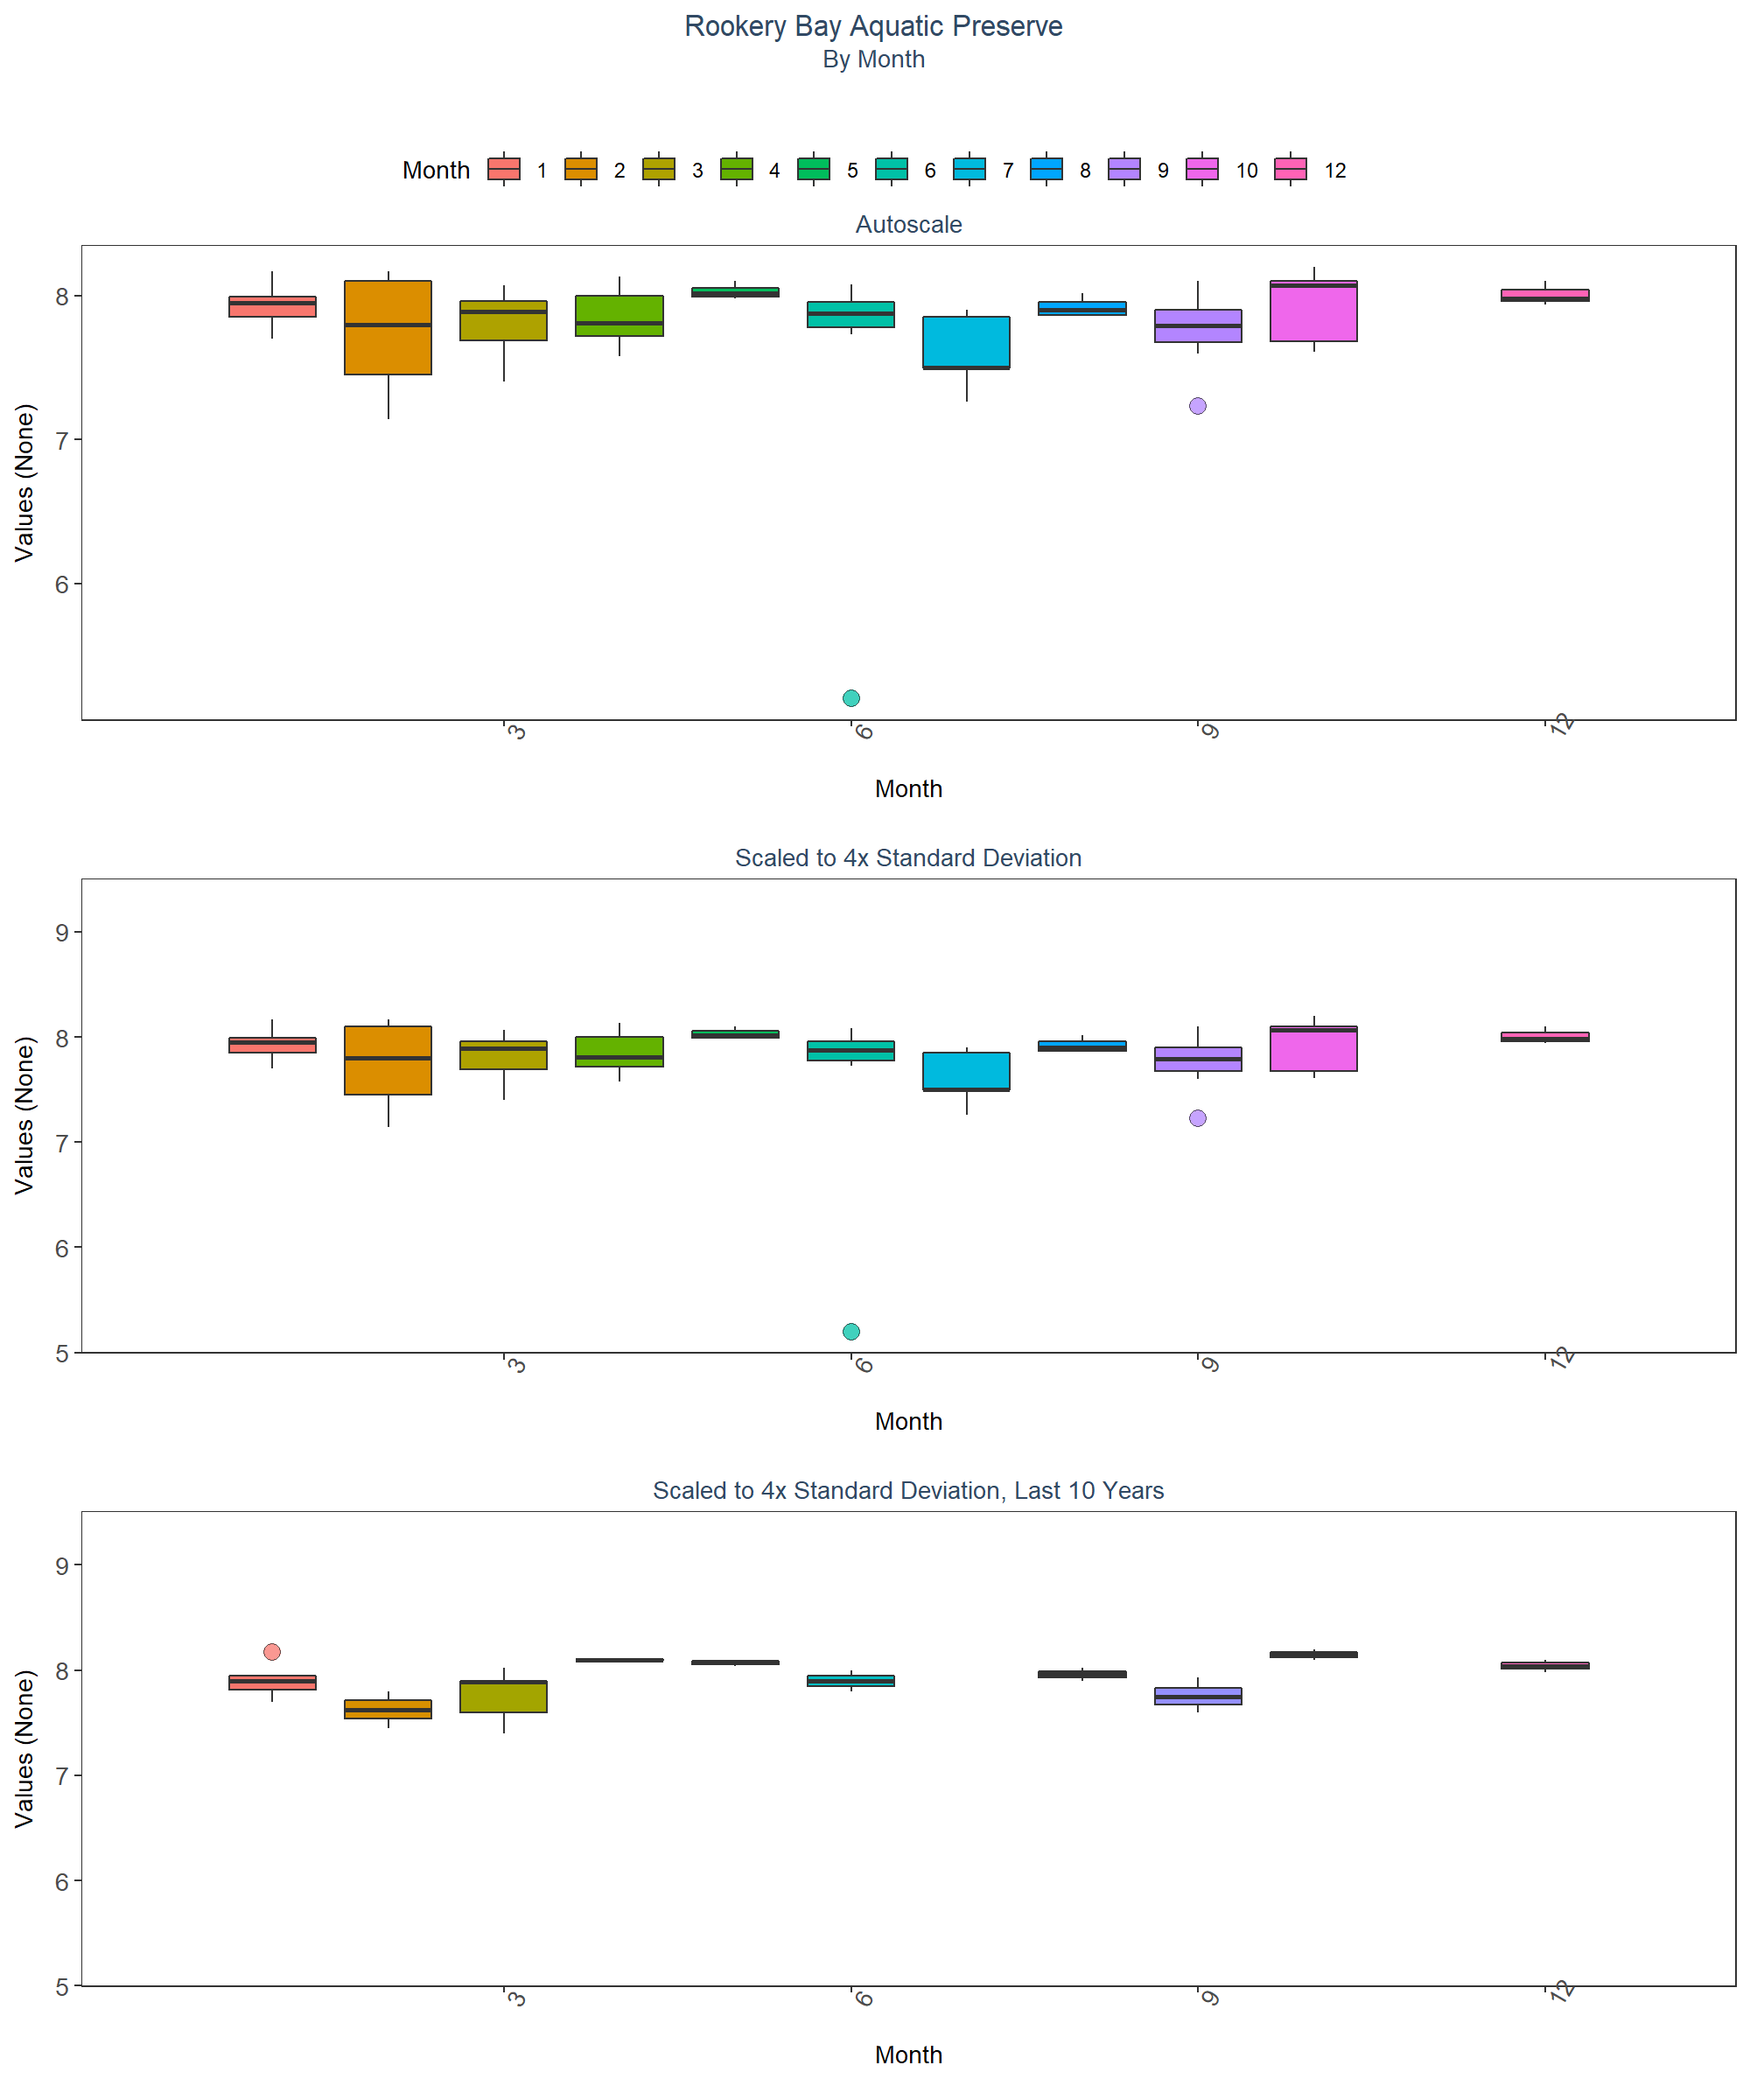 Rookery Bay Aquatic Preserve
By Month
Month 1 2 3 4 5 6 7 8 9 10 12
Autoscale
Values (None)
8
7
6
3 6 9 12
Month
Scaled to 4x Standard Deviation
Values (None)
9
8
7
6
5
3 6 9 12
Month
Scaled to 4x Standard Deviation, Last 10 Years
Values (None)
9
8
7
6
5
3 6 9 12
Month